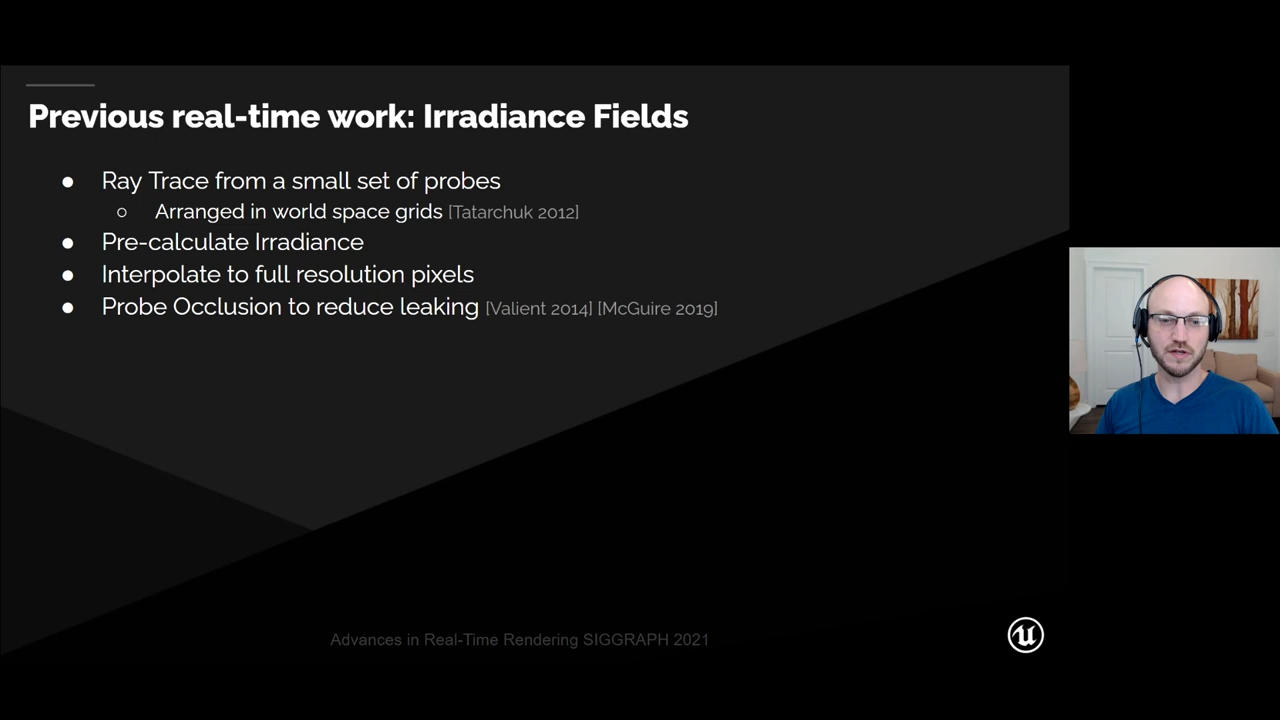 Previous real-time work: Irradiance Fields
● Ray Trace from a small set of probes
○ Arranged in world space grids [Tatarchuk 2012]
● Pre-calculate Irradiance
● Interpolate to full resolution pixels
● Probe Occlusion to reduce leaking [Valient 2014] [McGuire 2019]
Advances in Real-Time Rendering SIGGRAPH 2021